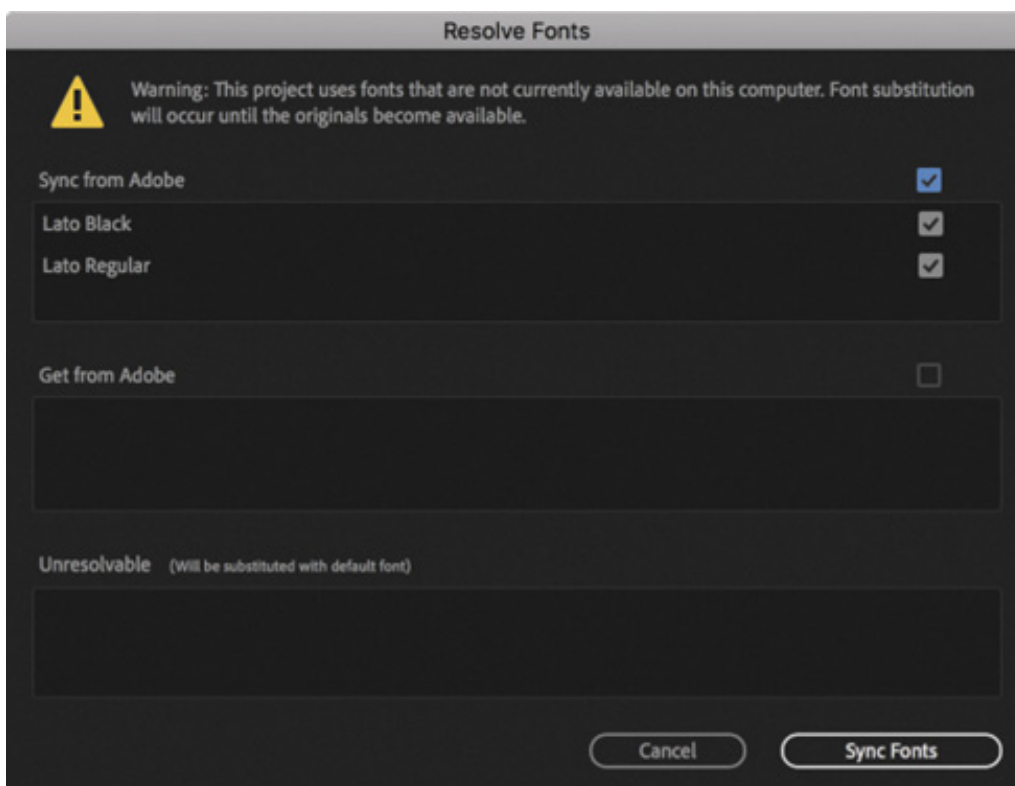 Resolve Fonts
Warning: This project uses fonts that are not currently available on this computer. Font substitution
will occur until the originals become available.
Sync from Adobe
Lato Black
Lato Regular
Get from Adobe
Unresolvable (Will be substituted with default font)
Cancel Sync Fonts